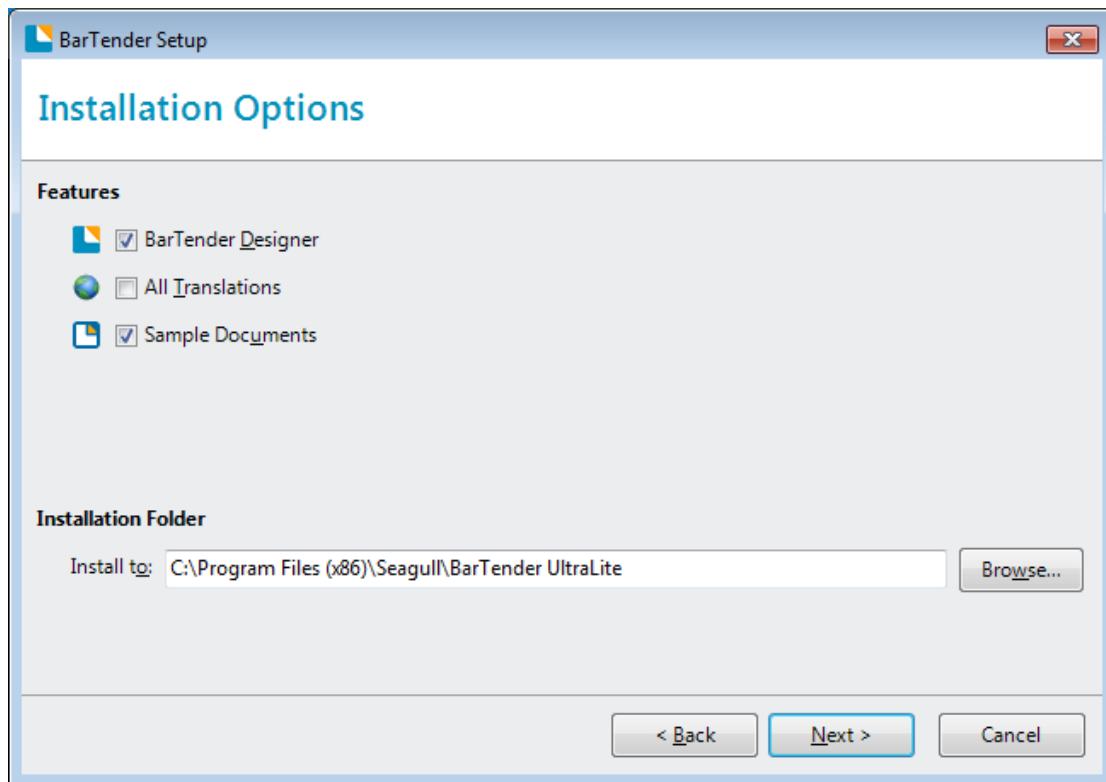 BarTender Setup
Installation Options
Features
BarTender Designer
All Translations
Sample Documents
Installation Folder
Install to: C:\Program Files (x86)\Seagull\BarTender UltraLite Browse...
< Back Next > Cancel